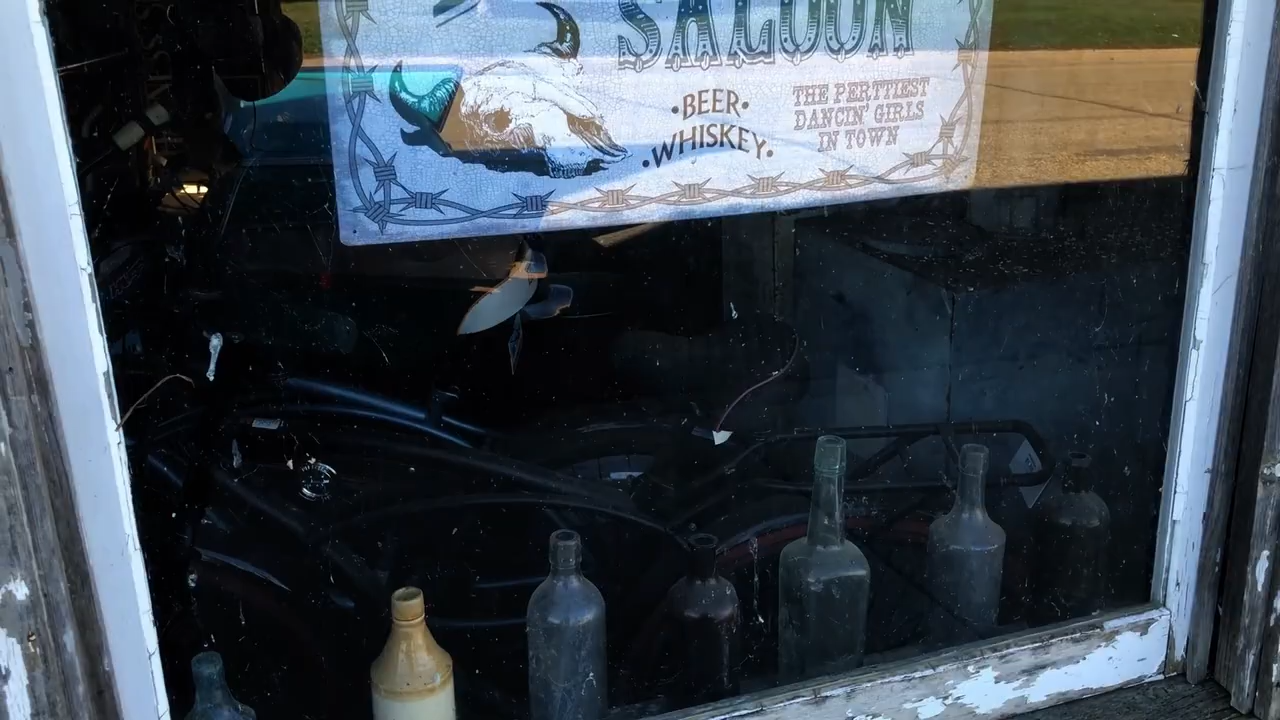 SALOON
•BEER•
•WHISKEY•
THE PERTTIEST
DANCIN' GIRLS
IN TOWN